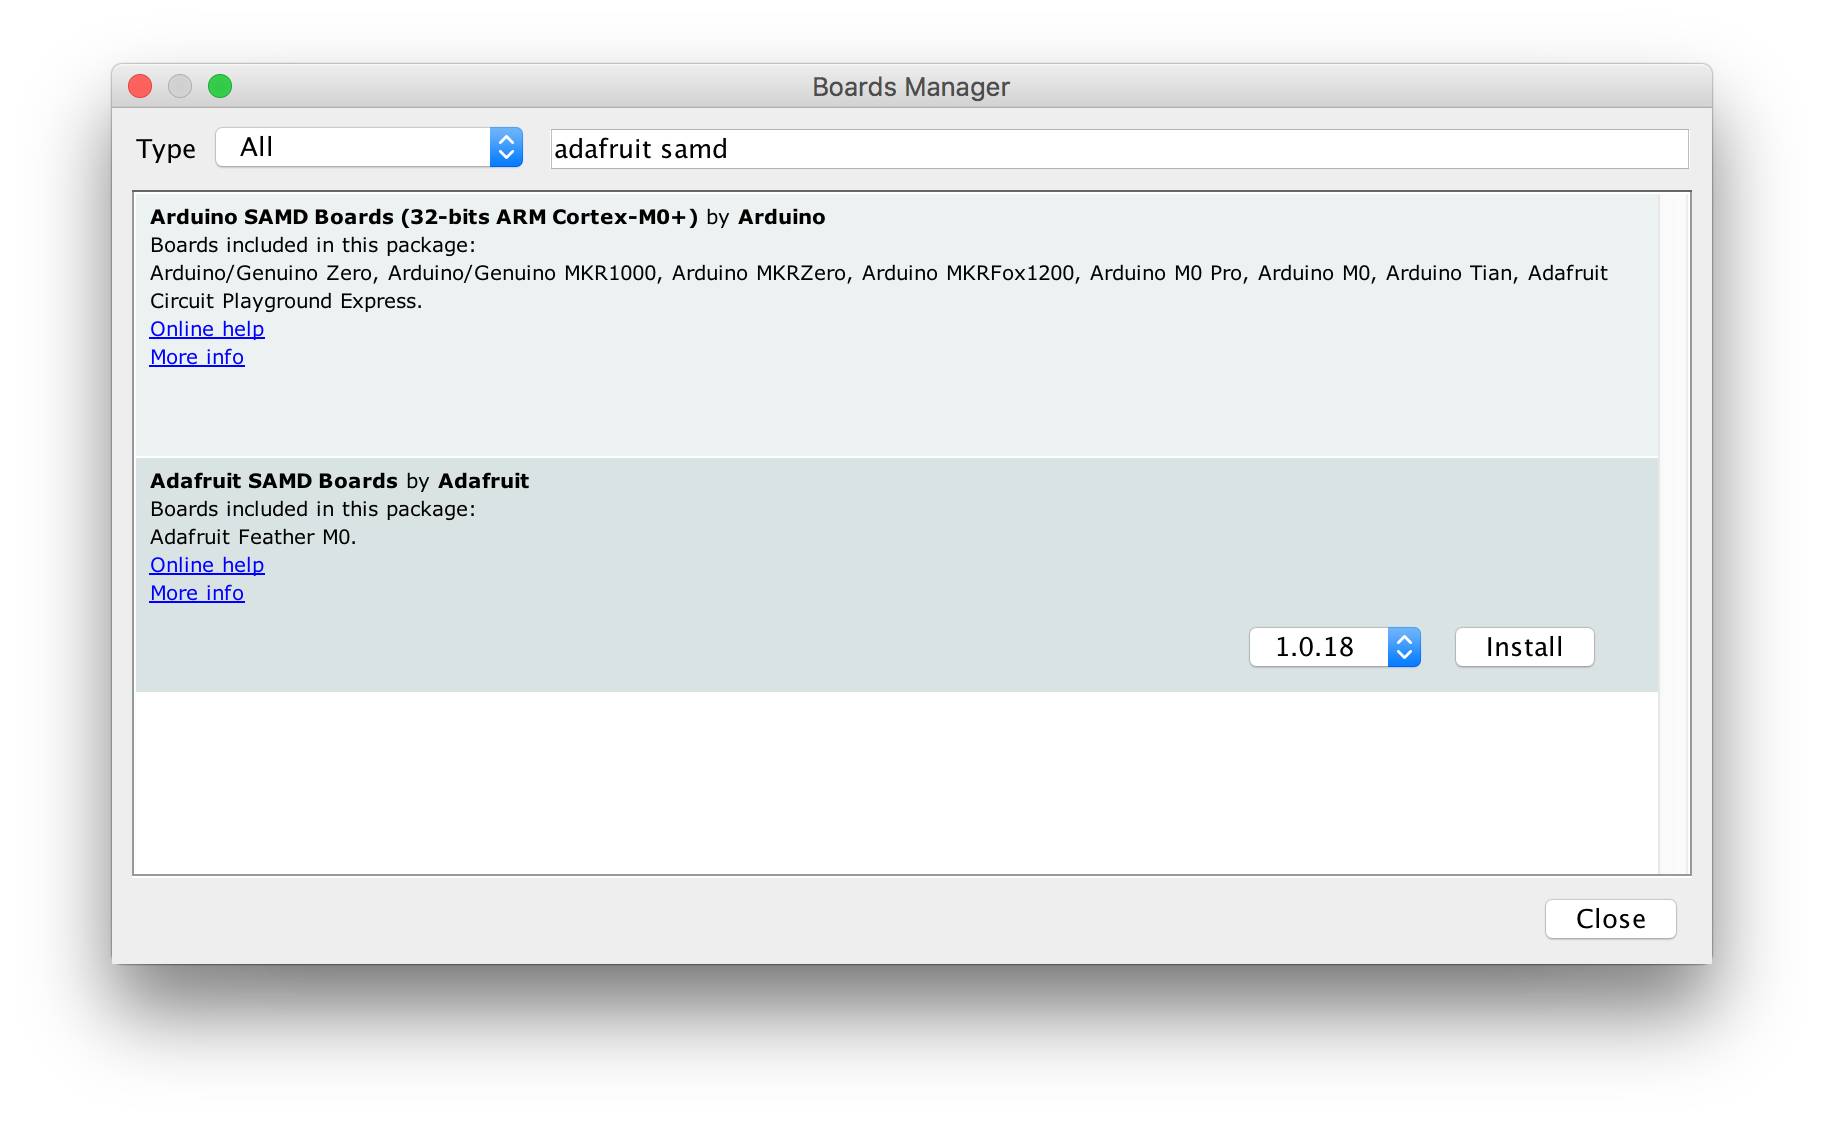 Boards Manager
Type All adafruit samd
Arduino SAMD Boards (32-bits ARM Cortex-M0+) by Arduino
Boards included in this package:
Arduino/Genuino Zero, Arduino/Genuino MKR1000, Arduino MKRZero, Arduino MKRFox1200, Arduino M0 Pro, Arduino M0, Arduino Tian, Adafruit
Circuit Playground Express.
Online help
More info
Adafruit SAMD Boards by Adafruit
Boards included in this package:
Adafruit Feather M0.
Online help
More info
1.0.18 Install
Close